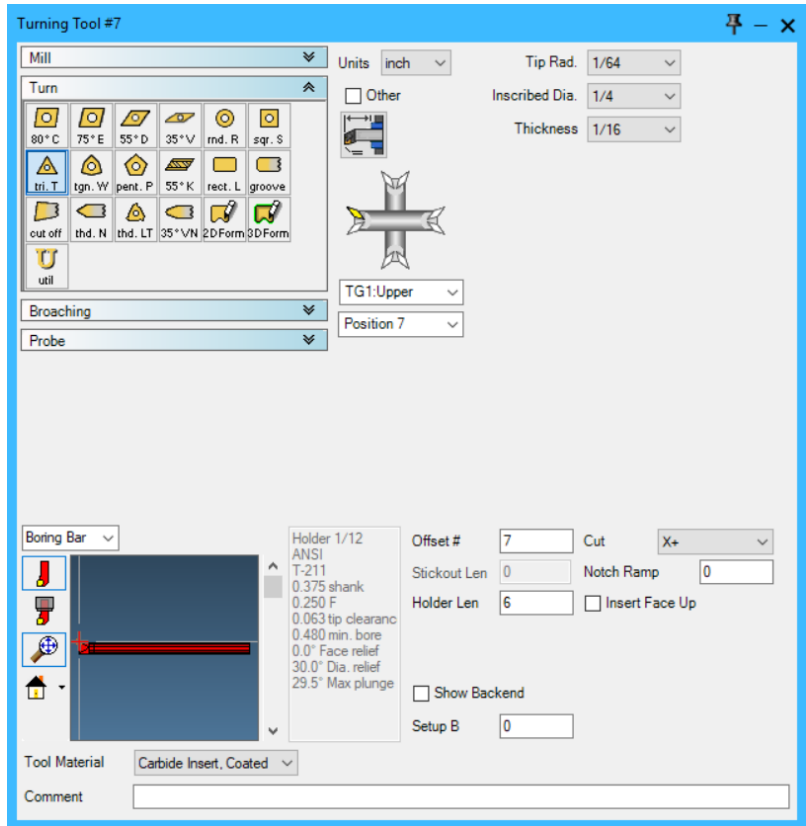 Turning Tool #7
Mill
Turn
80° C
75° E
55° D
35° V
rnd. R
sqr. S
tri. T
tgn. W
pent. P
55° K
rect. L
groove
cut off
thd. N
thd. LT
35° VN
2DForm
3DForm
util
Broaching
Probe
Units
inch
Other
Tip Rad.
1/64
Inscribed Dia.
1/4
Thickness
1/16
TG1:Upper
Position 7
Boring Bar
Holder 1/12
ANSI
T-211
0.375 shank
0.250 F
0.063 tip clearanc
0.480 min. bore
0.0° Face relief
30.0° Dia. relief
29.5° Max plunge
Offset #
7
Cut
X+
Stickout Len
0
Notch Ramp
0
Holder Len
6
Insert Face Up
Show Backend
Setup B
0
Tool Material
Carbide Insert, Coated
Comment